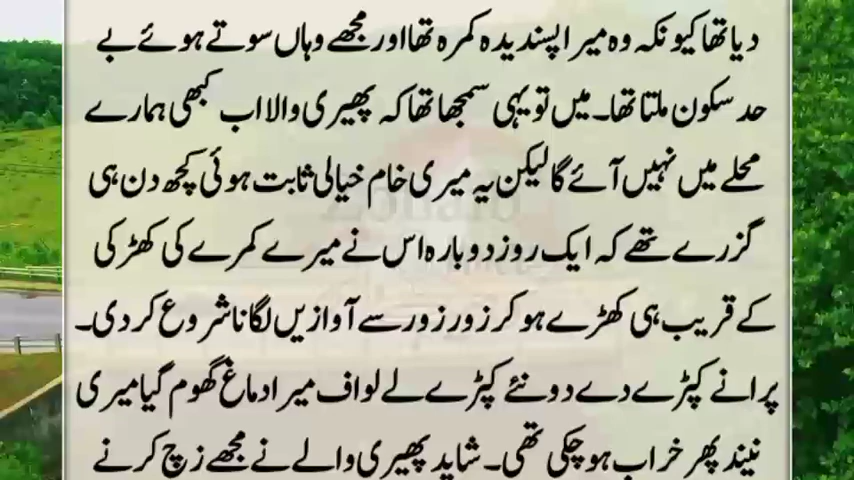 دیا تھا کیونکہ وہ میرا پسندیدہ کمرہ تھا اور مجھے وہاں سوتے ہوئے بے
حد سکون ملتا تھا۔ میں تو یہی سمجھا تھا کہ پھیری والا اب کبھی ہمارے
محلے میں نہیں آئے گا لیکن یہ میری خام خیالی ثابت ہوئی کچھ دن ہی
گزرے تھے کہ ایک روز دوبارہ اس نے میرے کمرے کی کھڑکی
کے قریب ہی کھڑے ہو کر زور زور سے آوازیں لگانا شروع کر دی۔
پرانے کپڑے دے دو نئے کپڑے لے لو اف میرا دماغ گھوم گیا میری
نیند پھر خراب ہو چکی تھی۔ شاید پھیری والے نے مجھے زچ کرنے